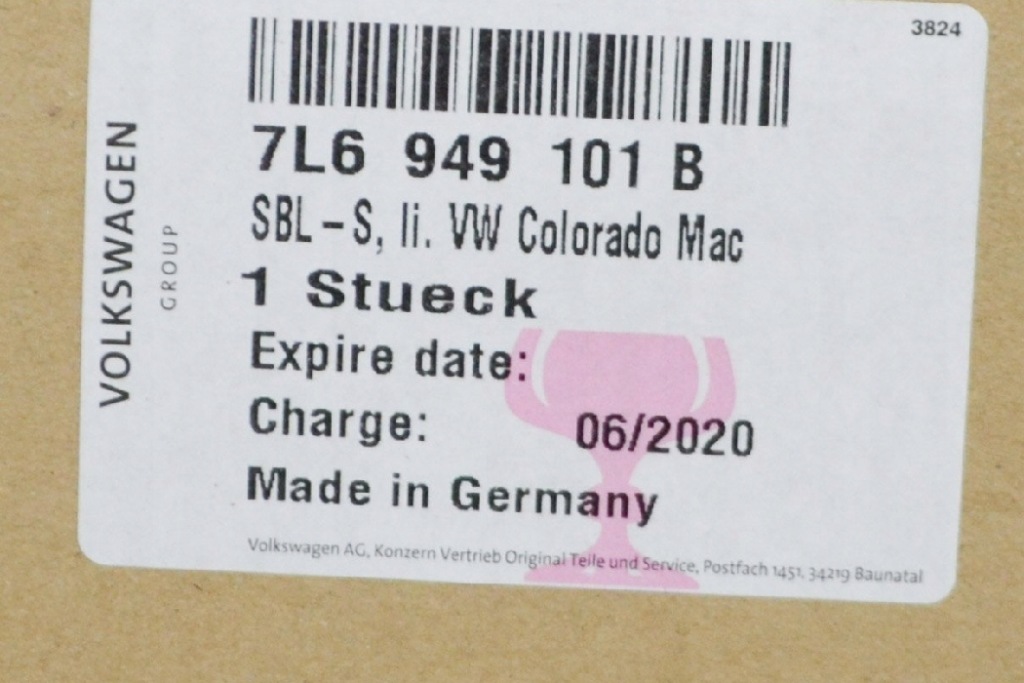 3824
VOLKSWAGEN
GROUP
7L6 949 101 B
SBL-S, li. VW Colorado Mac
1 Stueck
Expire date:
Charge: 06/2020
Made in Germany
Volkswagen AG, Konzern Vertrieb Original Teile und Service, Postfach 1451, 34219 Baunatal